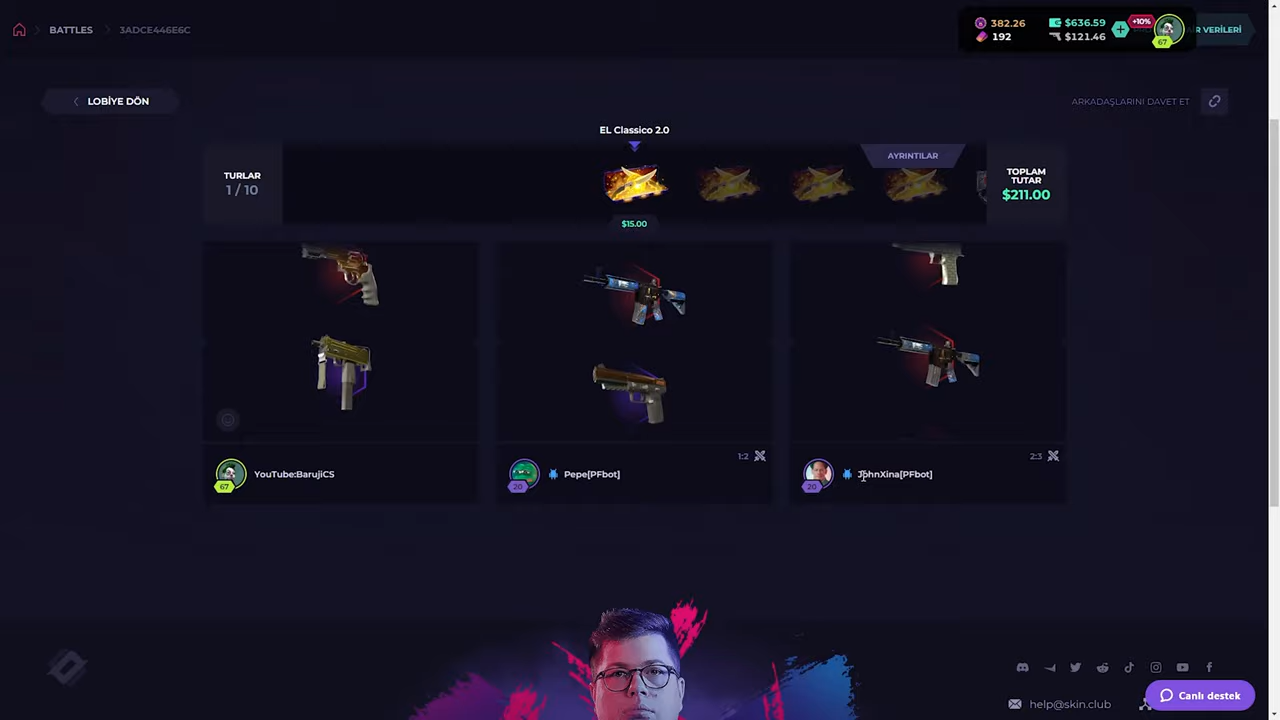 BATTLES
3ADCE446E6C
382.26
192
$636.59
$121.46
+10%
67
İR VERİLERİ
LOBİYE DÖN
ARKADAŞLARINI DAVET ET
EL Classico 2.0
AYRINTILAR
TURLAR
1 / 10
TOPLAM
TUTAR
$211.00
$15.00
YouTube:BarujiCS
67
1:2
Pepe[PFbot]
20
2:3
JohnXina[PFbot]
20
help@skin.club
Canlı destek